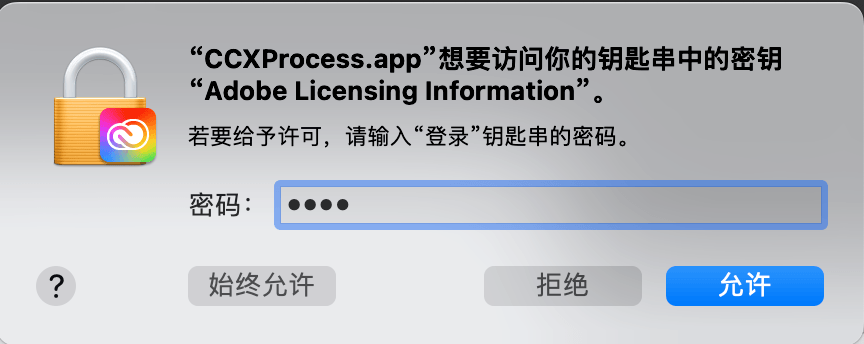 “CCXProcess.app”想要访问你的钥匙串中的密钥
“Adobe Licensing Information”。
若要给予许可，请输入“登录”钥匙串的密码。
密码：
••••
?
始终允许
拒绝
允许